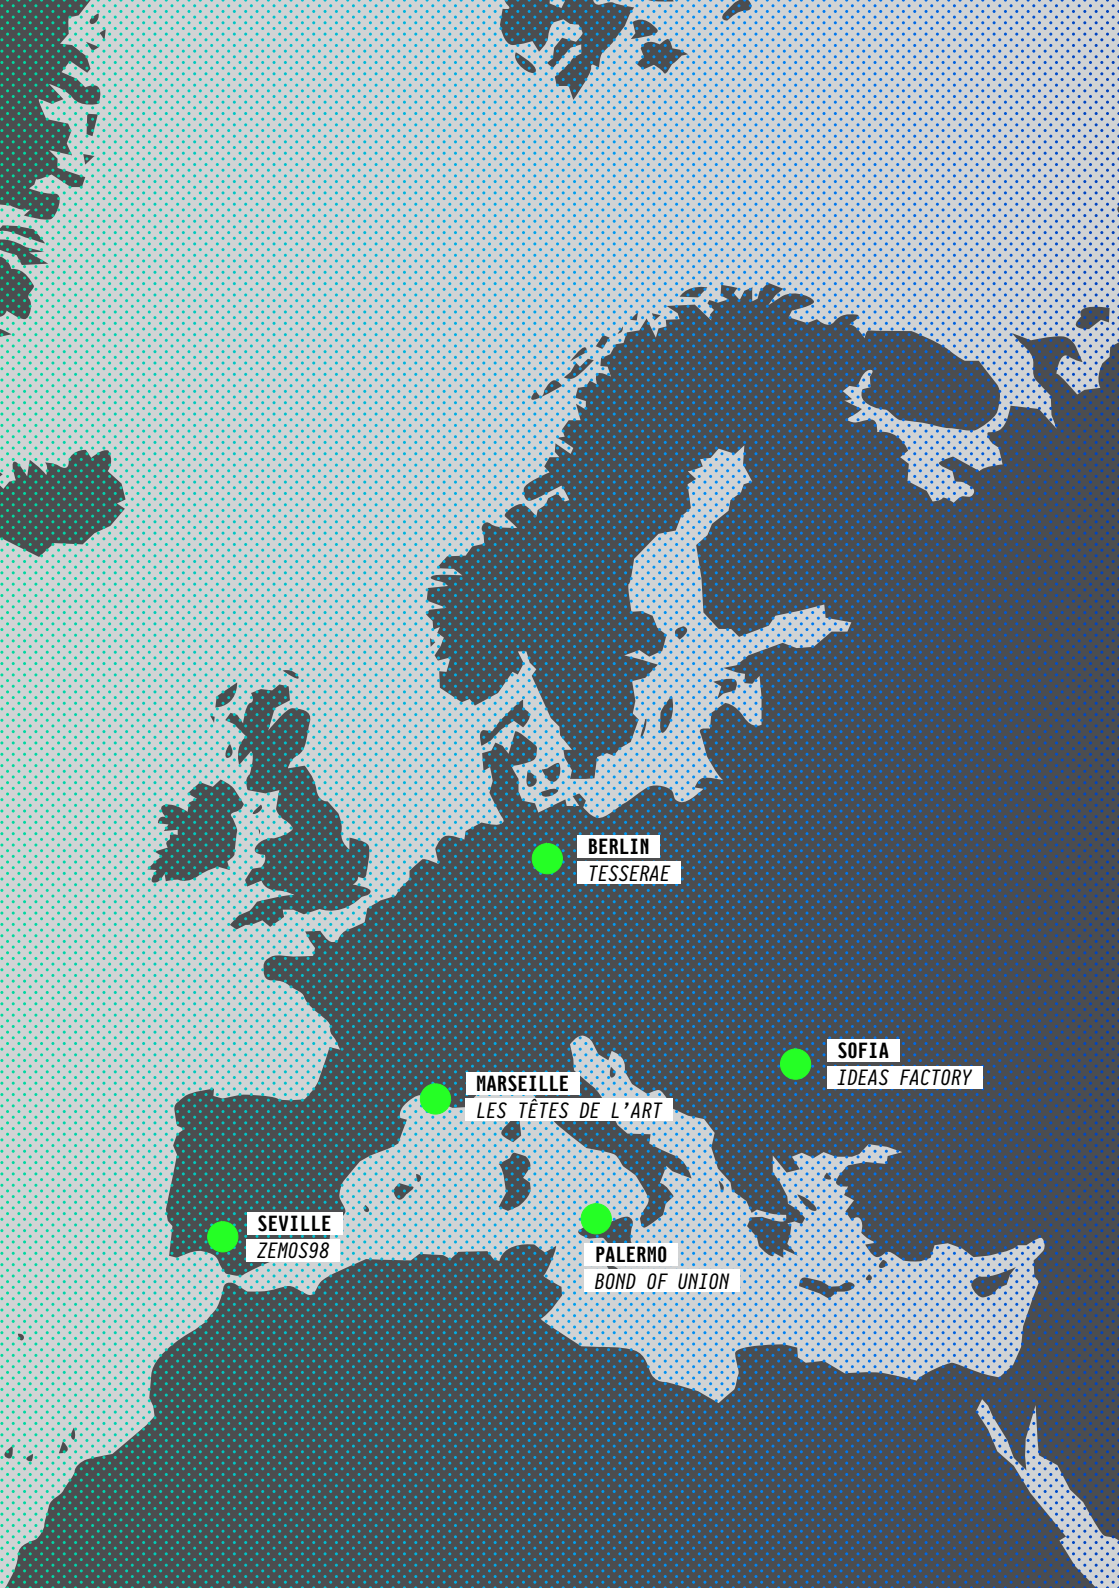 BERLIN
TESSERAE
SOFIA
IDEAS FACTORY
MARSEILLE
LES TÊTES DE L'ART
SEVILLE
ZEMOS98
PALERMO
BOND OF UNION